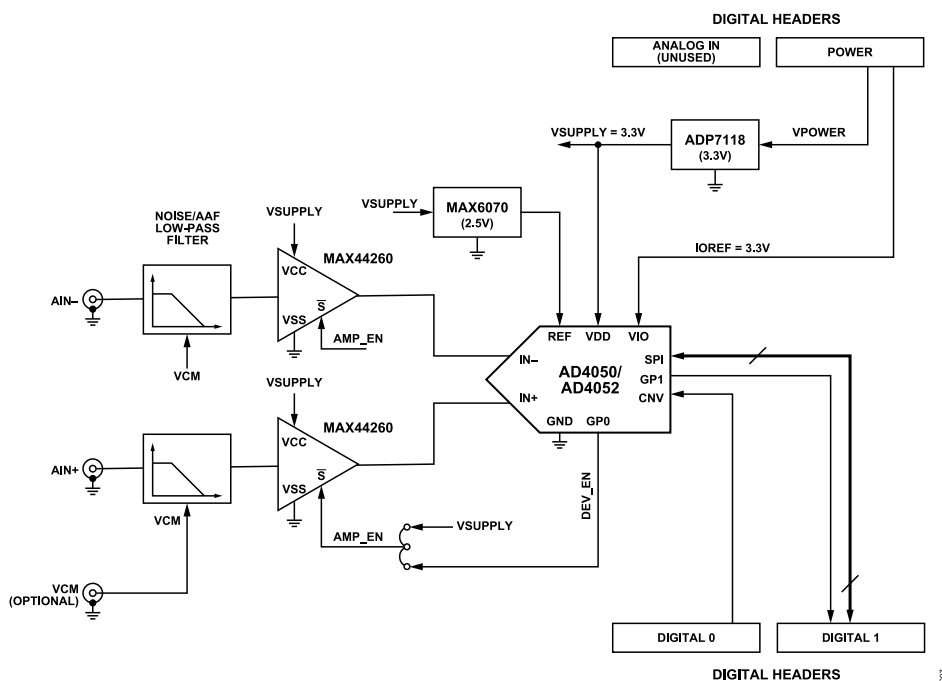 DIGITAL HEADERS
ANALOG IN
(UNUSED)
POWER
VSUPPLY = 3.3V
ADP7118
(3.3V)
VPOWER
VSUPPLY
MAX6070
(2.5V)
IOREF = 3.3V
NOISE/AAF
LOW-PASS
FILTER
VSUPPLY
MAX44260
VCC
S
VSS
AMP_EN
AIN–
VCM
REF
VDD
VIO
IN–
SPI
AD4050/
AD4052
GP1
IN+
CNV
GND
GP0
VSUPPLY
MAX44260
VCC
S
VSS
AIN+
VCM
AMP_EN
VSUPPLY
DEV_EN
VCM
(OPTIONAL)
DIGITAL 0
DIGITAL 1
DIGITAL HEADERS